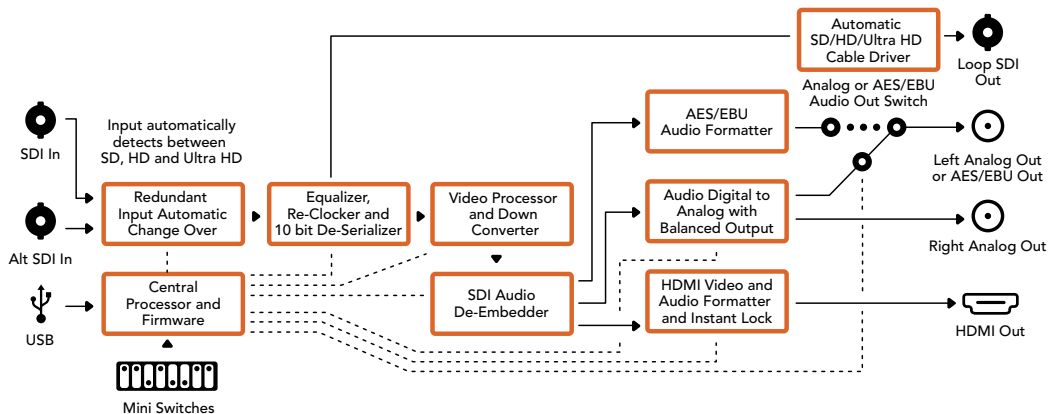 Automatic
SD/HD/Ultra HD
Cable Driver
Loop SDI
Out
Analog or AES/EBU
Audio Out Switch
SDI In
Input automatically
detects between
SD, HD and Ultra HD
AES/EBU
Audio Formatter
Left Analog Out
or AES/EBU Out
Alt SDI In
Redundant
Input Automatic
Change Over
Equalizer,
Re-Clocker and
10 bit De-Serializer
Video Processor
and Down
Converter
Audio Digital to
Analog with
Balanced Output
Right Analog Out
USB
Central
Processor and
Firmware
SDI Audio
De-Embedder
HDMI Video and
Audio Formatter
and Instant Lock
HDMI Out
Mini Switches